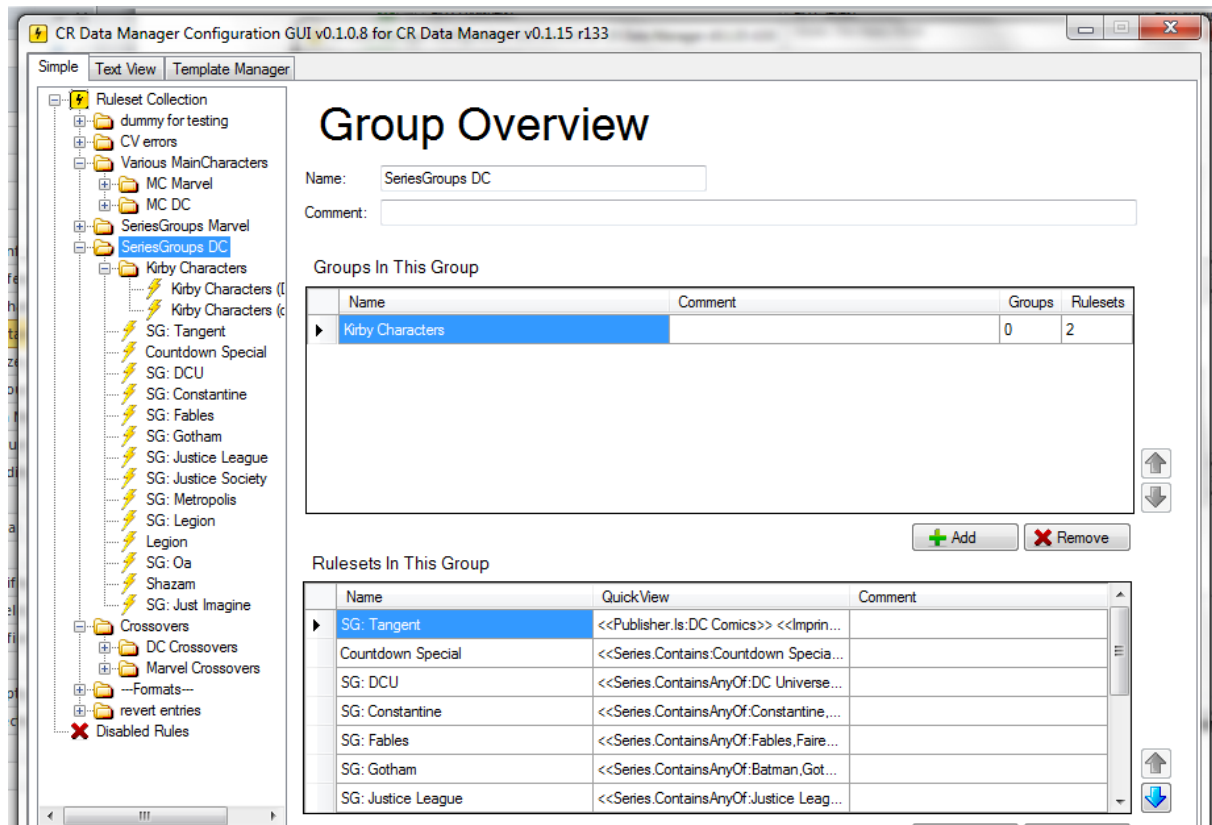 CR Data Manager Configuration GUI v0.1.0.8 for CR Data Manager v0.1.15 r133
Simple Text View Template Manager
Ruleset Collection
dummy for testing
CV errors
Various MainCharacters
MC Marvel
MC DC
SeriesGroups Marvel
SeriesGroups DC
Kirby Characters
Kirby Characters (
Kirby Characters (
SG: Tangent
Countdown Special
SG: DCU
SG: Constantine
SG: Fables
SG: Gotham
SG: Justice League
SG: Justice Society
SG: Metropolis
SG: Legion
Legion
SG: Oa
Shazam
SG: Just Imagine
Crossovers
DC Crossovers
Marvel Crossovers
---Formats---
revert entries
Disabled Rules
Group Overview
Name: SeriesGroups DC
Comment:
Groups In This Group
Name Comment Groups Rulesets
Kirby Characters 0 2
Add Remove
Rulesets In This Group
Name QuickView Comment
SG: Tangent <<Publisher.Is:DC Comics>> <<Imprin...
Countdown Special <<Series.Contains:Countdown Specia...
SG: DCU <<Series.ContainsAnyOf:DC Universe...
SG: Constantine <<Series.ContainsAnyOf:Constantine,...
SG: Fables <<Series.ContainsAnyOf:Fables,Faire...
SG: Gotham <<Series.ContainsAnyOf:Batman,Got...
SG: Justice League <<Series.ContainsAnyOf:Justice Leag...